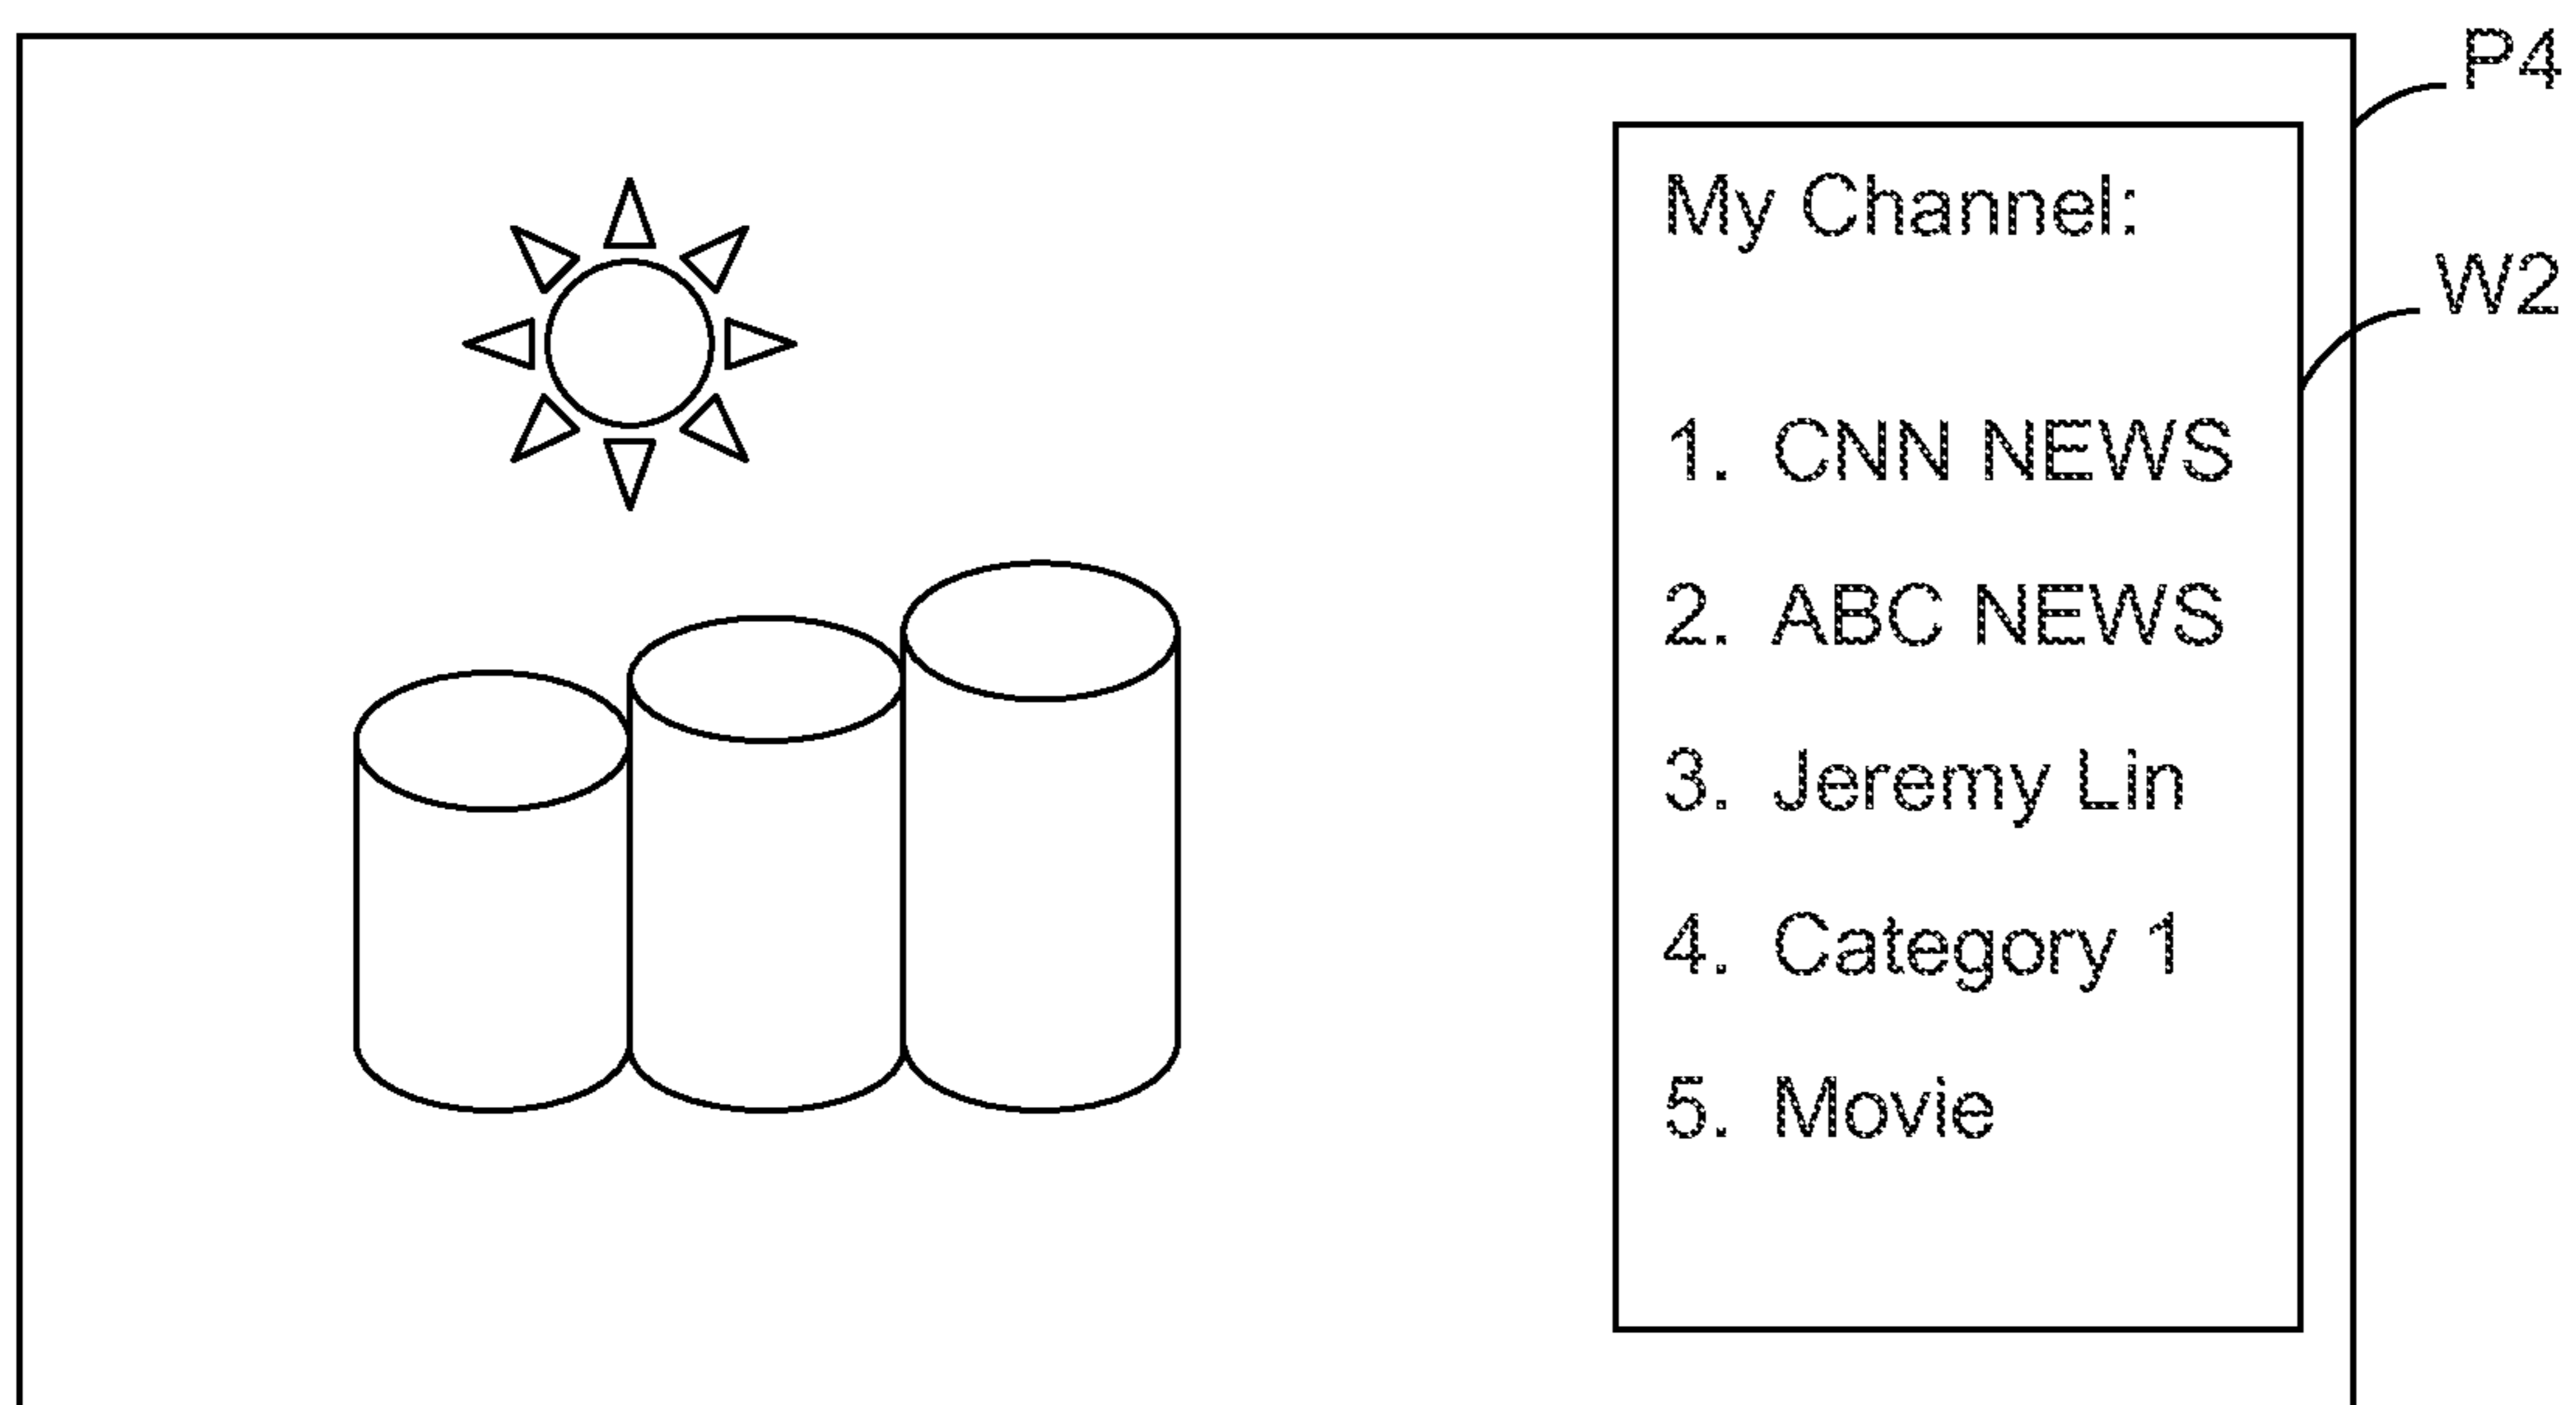 P4
My Channel:
W2
1. CNN NEWS
2. ABC NEWS
3. Jeremy Lin
4. Category 1
5. Movie